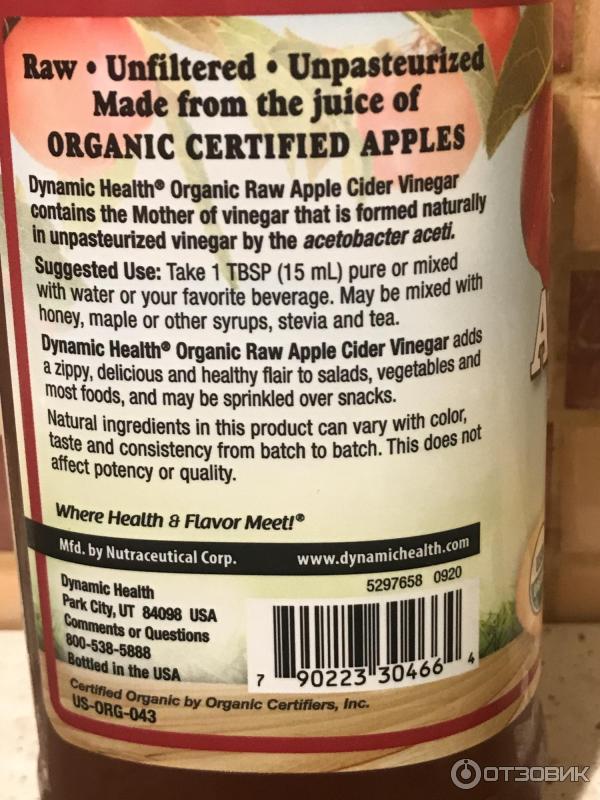 Raw • Unfiltered • Unpasteurized
Made from the juice of
ORGANIC CERTIFIED APPLES
Dynamic Health® Organic Raw Apple Cider Vinegar
contains the Mother of vinegar that is formed naturally
in unpasteurized vinegar by the acetobacter aceti.
Suggested Use: Take 1 TBSP (15 mL) pure or mixed
with water or your favorite beverage. May be mixed with
honey, maple or other syrups, stevia and tea.
Dynamic Health® Organic Raw Apple Cider Vinegar adds
a zippy, delicious and healthy flair to salads, vegetables and
most foods, and may be sprinkled over snacks.
Natural ingredients in this product can vary with color,
taste and consistency from batch to batch. This does not
affect potency or quality.
Where Health & Flavor Meet!®
Mfd. by Nutraceutical Corp. www.dynamichealth.com
5297658 0920
Dynamic Health
Park City, UT 84098 USA
Comments or Questions
800-538-5888
Bottled in the USA
7 90223 30466 4
Certified Organic by Organic Certifiers, Inc.
US-ORG-043
A
ОТЗОВИК